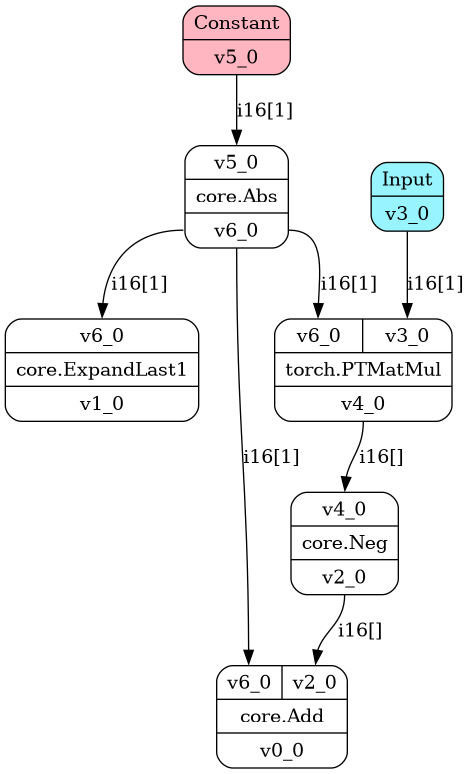 Constant
v5_0
i16[1]
v5_0
core.Abs
v6_0
Input
v3_0
i16[1]
i16[1]
i16[1]
v6_0
core.ExpandLast1
v1_0
v6_0 v3_0
torch.PTMatMul
v4_0
i16[1]
i16[]
v4_0
core.Neg
v2_0
i16[]
v6_0 v2_0
core.Add
v0_0